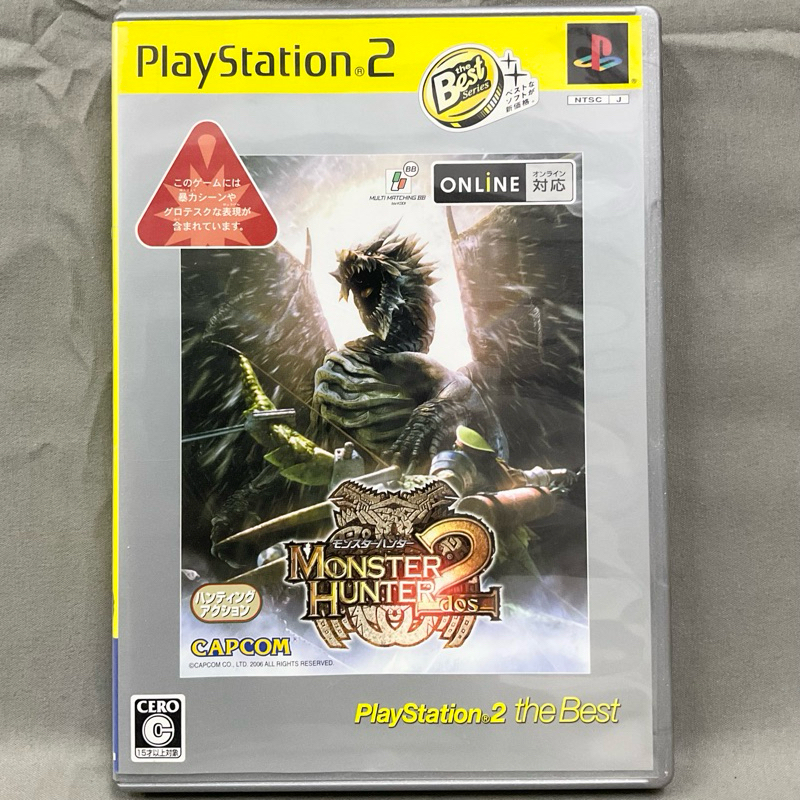 PlayStation®2
the
Best
Series
ベストな
ソフトが
新価格。
NTSC J
このゲームには
暴力シーンや
グロテスクな表現が
含まれています。
BB
MULTI MATCHING BB
ONLiNE
オンライン
対応
モンスターハンター
MONSTER
HUNTER 2
dos
ハンティング
アクション
CAPCOM
©CAPCOM CO., LTD. 2006 ALL RIGHTS RESERVED.
CERO
C
15才以上対象
PlayStation®2 the Best